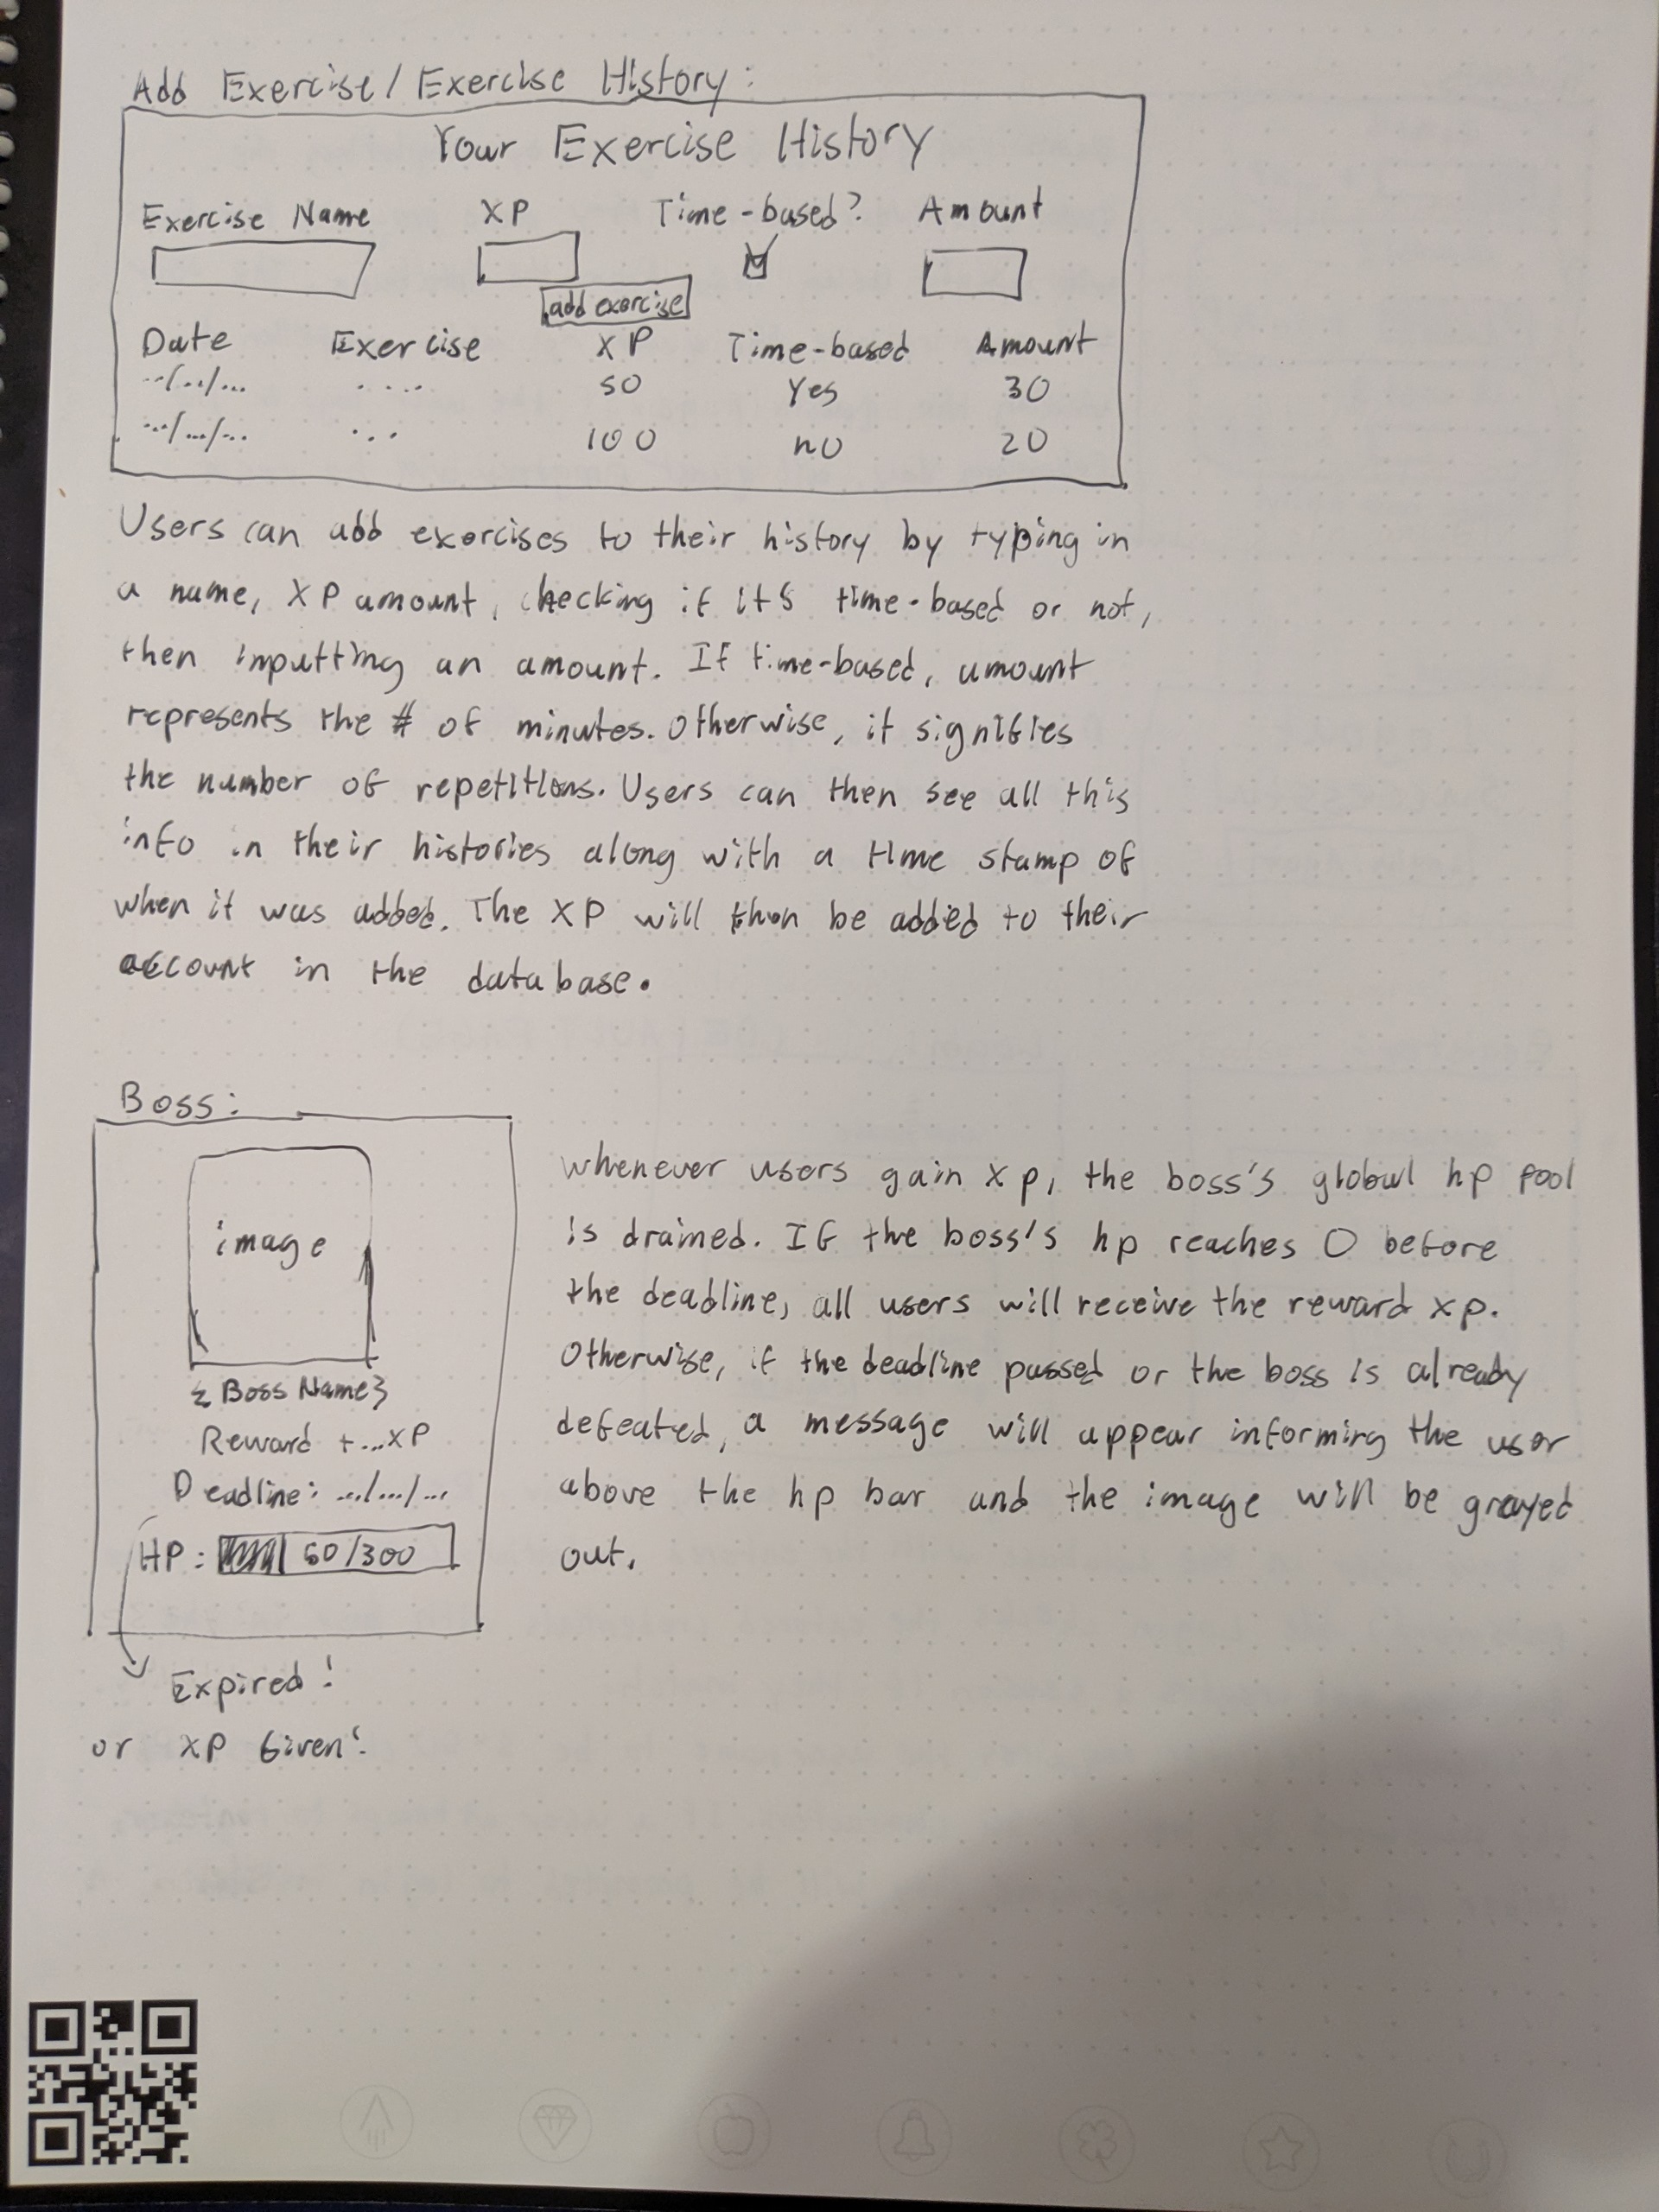 Add Exercise/Exercise History:
Your Exercise History
Exercise Name XP Time-based? Amount
add exercise
Date Exercise XP Time-based Amount
../../... .... 50 Yes 30
.../.../... ... 100 no 20
Users can add exercises to their history by typing in
a name, XP amount, checking if its time-based or not,
then inputting an amount. If time-based, amount
represents the # of minutes. Otherwise, it signifies
the number of repetitions. Users can then see all this
info in their histories along with a time stamp of
when it was added. The XP will then be added to their
account in the database.
Boss:
image
{Boss Name}
Reward +...XP
Deadline: .../.../...
HP: 60/300
Expired!
or XP Given!
whenever users gain xp, the boss's global hp pool
is drained. If the boss's hp reaches 0 before
the deadline, all users will receive the reward xp.
Otherwise, if the deadline passed or the boss is already
defeated, a message will appear informing the user
above the hp bar and the image will be grayed
out.